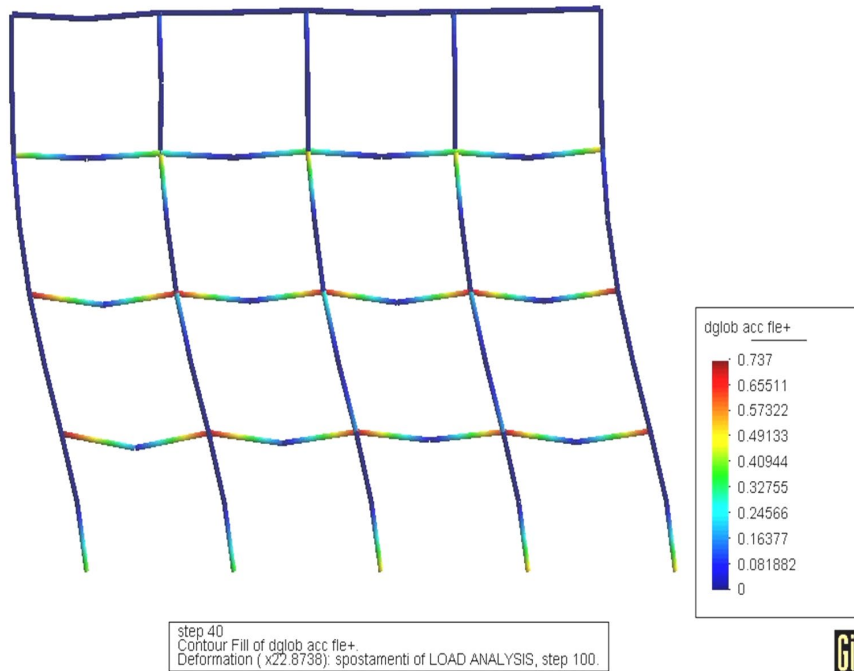 dglob acc fle+
0.737
0.65511
0.57322
0.49133
0.40944
0.32755
0.24566
0.16377
0.081882
0
step 40
Contour Fill of dglob acc fle+.
Deformation ( x22.8738): spostamenti of LOAD ANALYSIS, step 100.
Gi